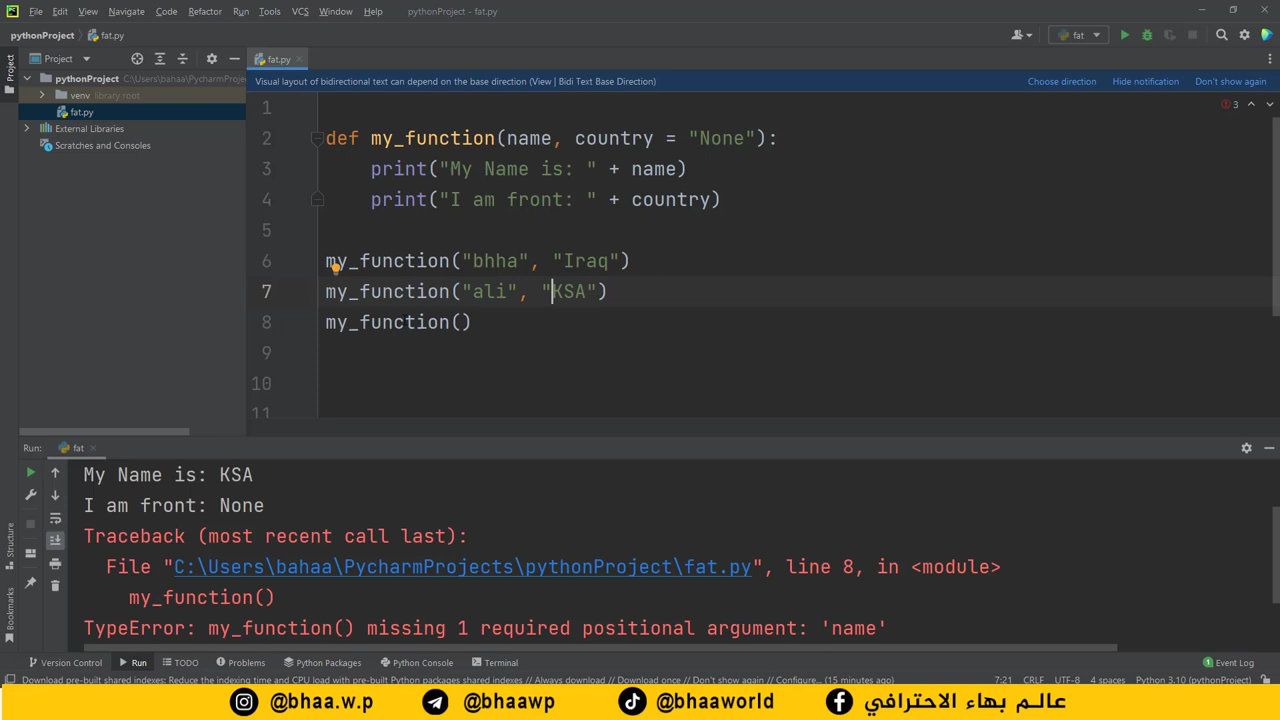 File Edit View Navigate Code Refactor Run Tools VCS Window Help pythonProject - fat.py
pythonProject fat.py
fat
Project
fat.py
Project
pythonProject C:\Users\bahaa\PycharmProje
venv library root
fat.py
External Libraries
Scratches and Consoles
Visual layout of bidirectional text can depend on the base direction (View | Bidi Text Base Direction)
Choose direction Hide notification Don't show again
3
1
2 def my_function(name, country = "None"):
3 print("My Name is: " + name)
4 print("I am front: " + country)
5
6 my_function("bhha", "Iraq")
7 my_function("ali", "KSA")
8 my_function()
9
10
11
Run: fat
My Name is: KSA
I am front: None
Traceback (most recent call last):
File "C:\Users\bahaa\PycharmProjects\pythonProject\fat.py", line 8, in <module>
my_function()
TypeError: my_function() missing 1 required positional argument: 'name'
Structure
Bookmarks
Version Control Run TODO Problems Python Packages Python Console Terminal Event Log
Download pre-built shared indexes: Reduce the indexing time and CPU load with pre-built Python packages shared indexes // Always download // Download once // Don't show again // Configure... (15 minutes ago)
7:21 CRLF UTF-8 4 spaces Python 3.10 (pythonProject)
@bhaa.w.p @bhaawp @bhaaworld عالم بهاء الاحترافي